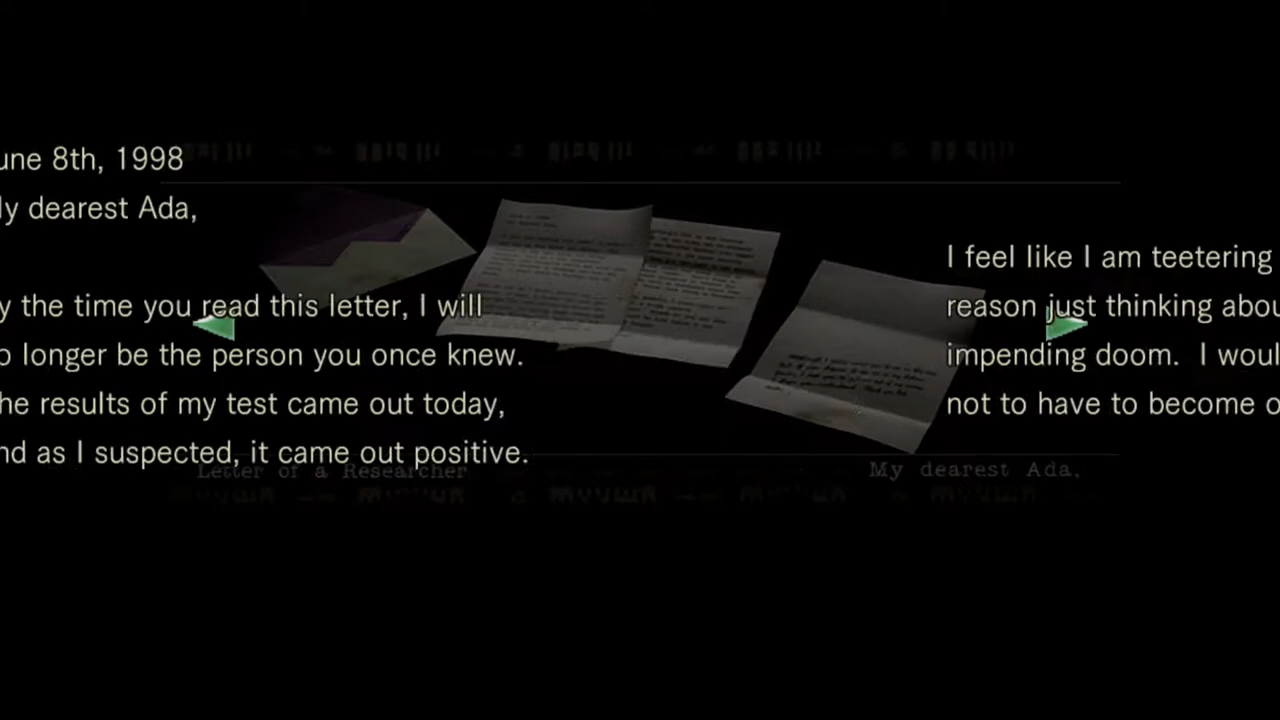 une 8th, 1998
y dearest Ada,
y the time you read this letter, I will
o longer be the person you once knew.
he results of my test came out today,
nd as I suspected, it came out positive.
I feel like I am teetering
reason just thinking abou
impending doom. I woul
not to have to become o
Letter of a Researcher
My dearest Ada.